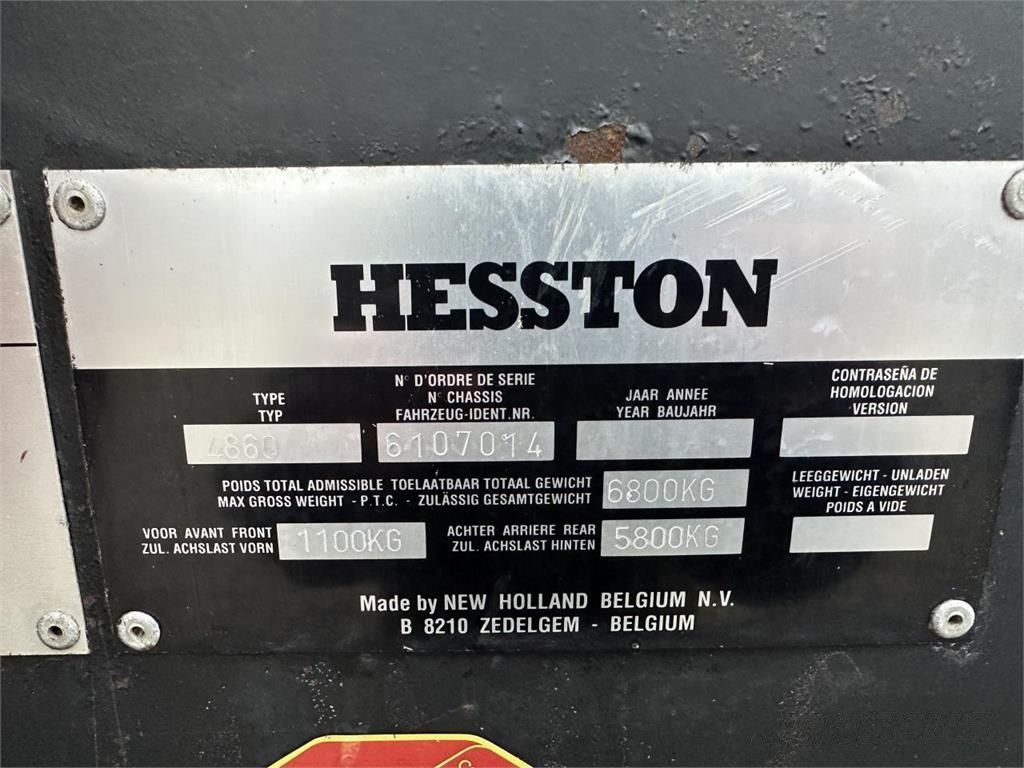 HESSTON
TYPE
TYP
4860
Nº D'ORDRE DE SERIE
Nº CHASSIS
FAHRZEUG-IDENT.NR.
6107014
JAAR ANNEE
YEAR BAUJAHR
CONTRASEÑA DE
HOMOLOGACION
VERSION
POIDS TOTAL ADMISSIBLE TOELAATBAAR TOTAAL GEWICHT
MAX GROSS WEIGHT - P.T.C. - ZULÄSSIG GESAMTGEWICHT
6800KG
LEEGGEWICHT - UNLADEN
WEIGHT - EIGENGEWICHT
POIDS A VIDE
VOOR AVANT FRONT
ZUL. ACHSLAST VORN
1100KG
ACHTER ARRIERE REAR
ZUL. ACHSLAST HINTEN
5800KG
Made by NEW HOLLAND BELGIUM N.V.
B 8210 ZEDELGEM - BELGIUM